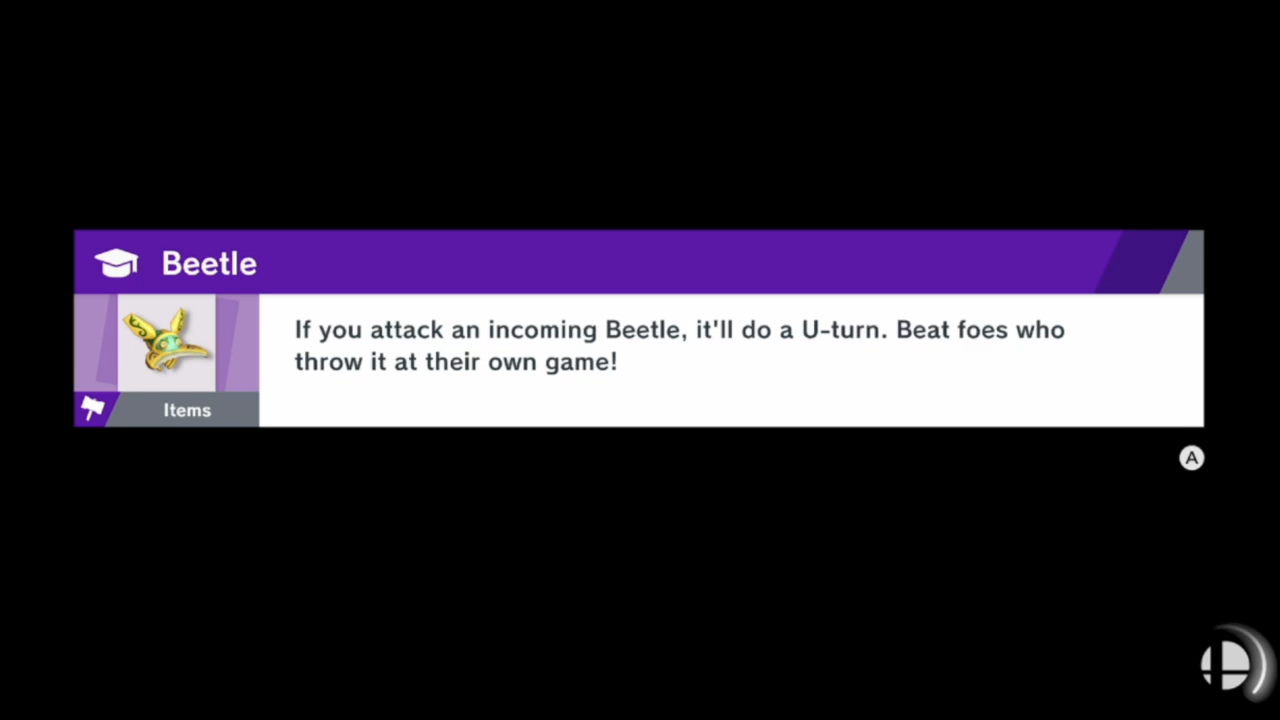 Beetle
If you attack an incoming Beetle, it'll do a U-turn. Beat foes who
throw it at their own game!
Items
A